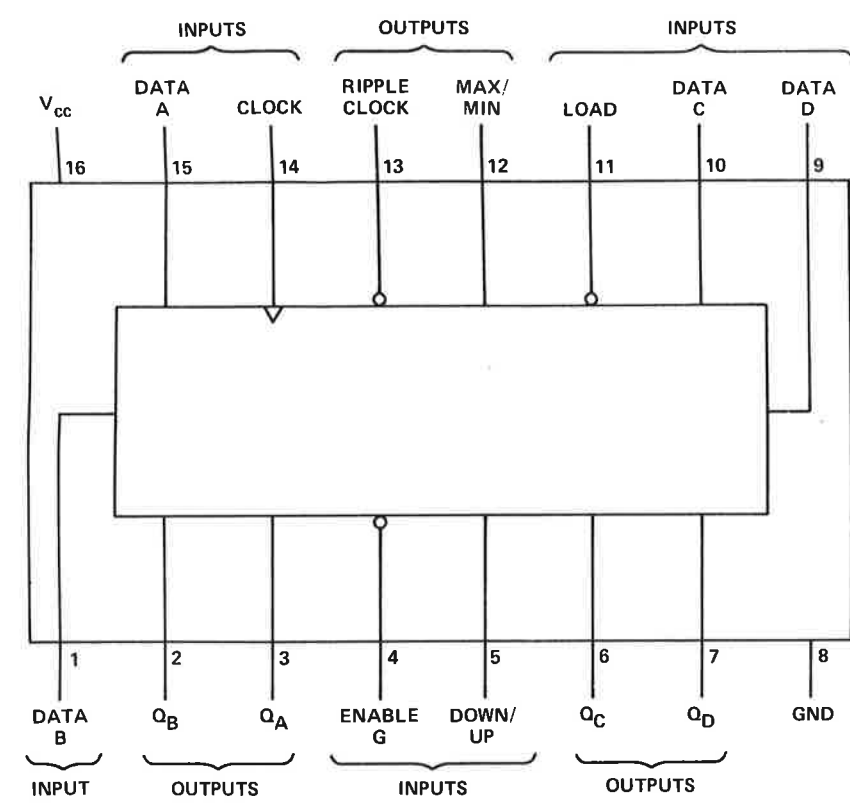 INPUTS OUTPUTS INPUTS
DATA RIPPLE MAX/ DATA DATA
VCC A CLOCK CLOCK MIN LOAD C D
16 15 14 13 12 11 10 9
1 2 3 4 5 6 7 8
DATA QB QA ENABLE DOWN/ QC QD GND
B G UP
INPUT OUTPUTS INPUTS OUTPUTS